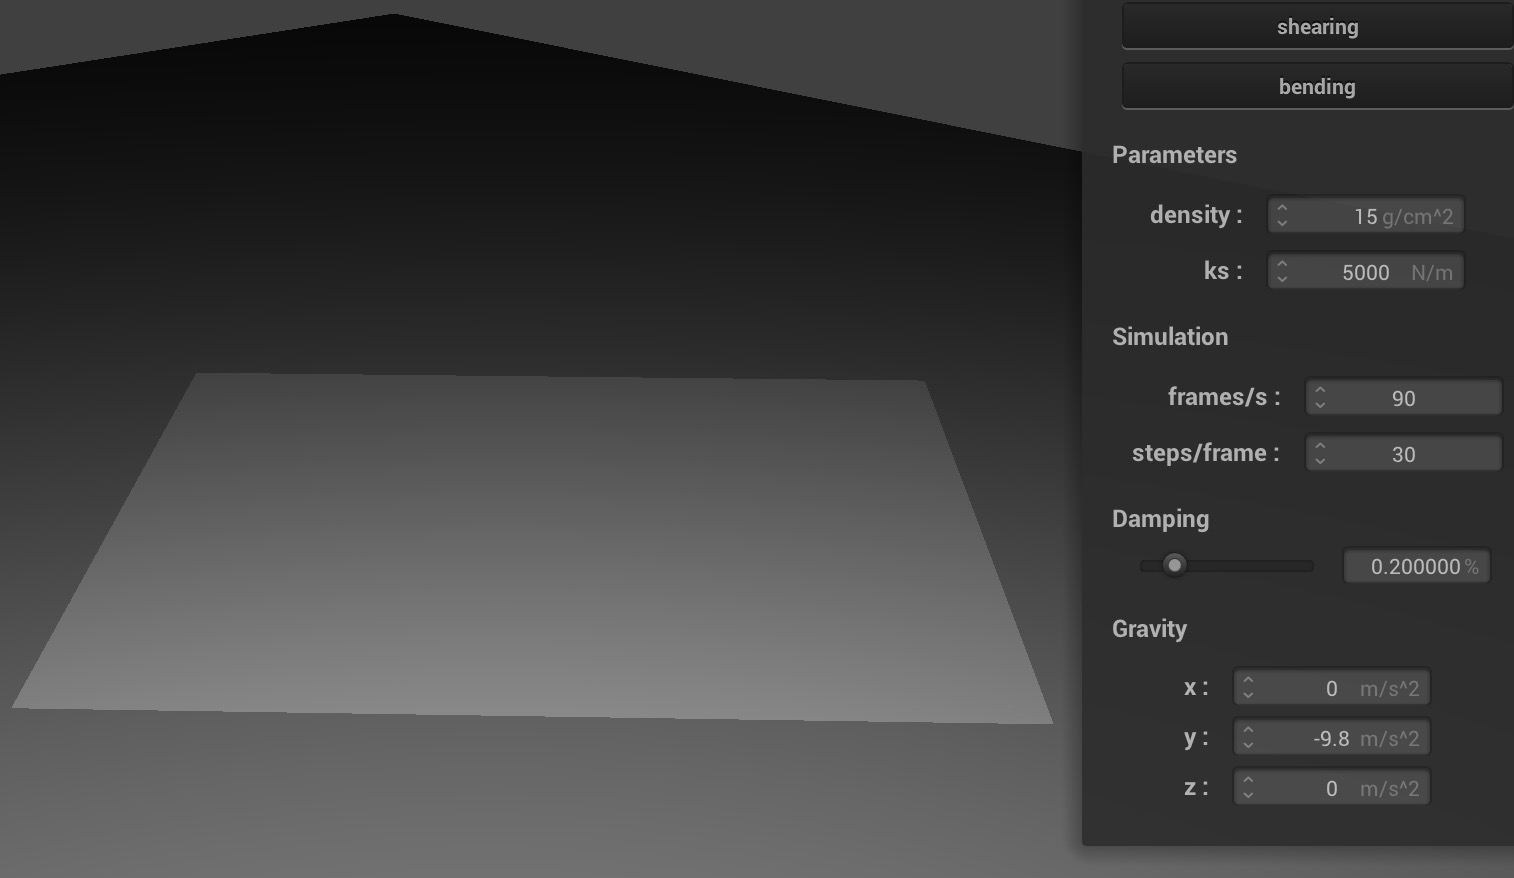 shearing
bending
Parameters
density : 15 g/cm^2
ks : 5000 N/m
Simulation
frames/s : 90
steps/frame : 30
Damping
0.200000 %
Gravity
x : 0 m/s^2
y : -9.8 m/s^2
z : 0 m/s^2